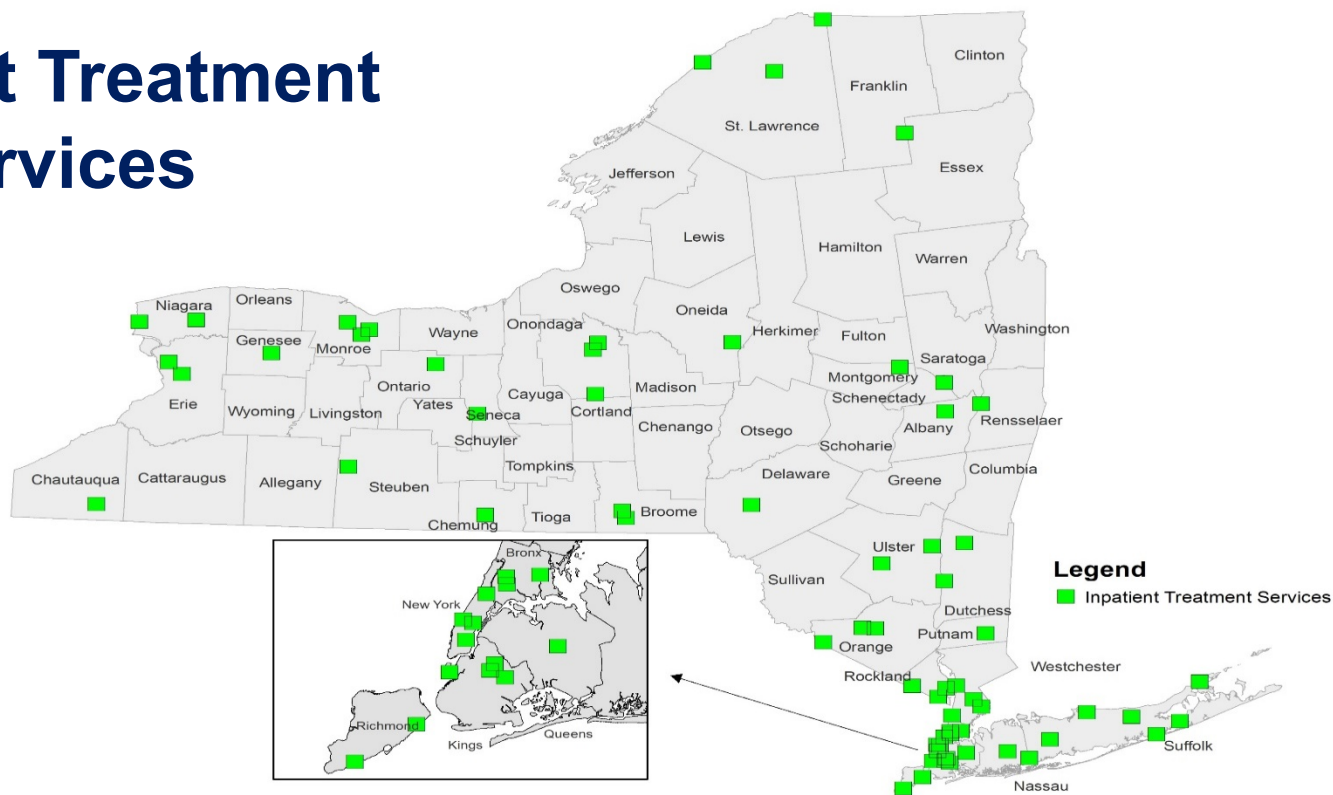 t Treatment
rvices
Clinton
Franklin
St. Lawrence
Essex
Jefferson
Lewis
Hamilton
Warren
Oswego
Niagara
Orleans
Oneida
Onondaga
Wayne
Herkimer
Fulton
Washington
Genesee
Monroe
Saratoga
Montgomery
Ontario
Madison
Cayuga
Schenectady
Erie
Wyoming
Livingston
Yates
Seneca
Cortland
Chenango
Otsego
Albany
Rensselaer
Schuyler
Schoharie
Tompkins
Columbia
Chautauqua
Cattaraugus
Allegany
Steuben
Delaware
Greene
Chemung
Tioga
Broome
Ulster
Sullivan
Dutchess
Putnam
Orange
Westchester
Rockland
Suffolk
Nassau
Bronx
New York
Richmond
Kings
Queens
Legend
Inpatient Treatment Services